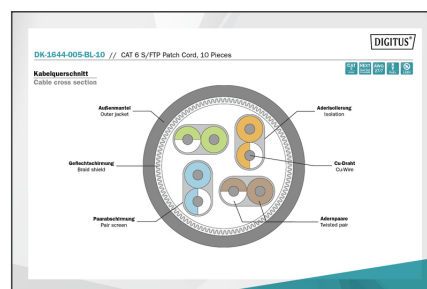 DIGITUS®
DK-1644-005-BL-10 // CAT 6 S/FTP Patch Cord, 10 Pieces
Kabelquerschnitt
Cable cross section
Außenmantel
Outer jacket
Aderisolierung
Isolation
Geflechtschirmung
Braid shield
Cu-Draht
Cu-Wire
Paarabschirmung
Pair screen
Aderspaare
Twisted pair